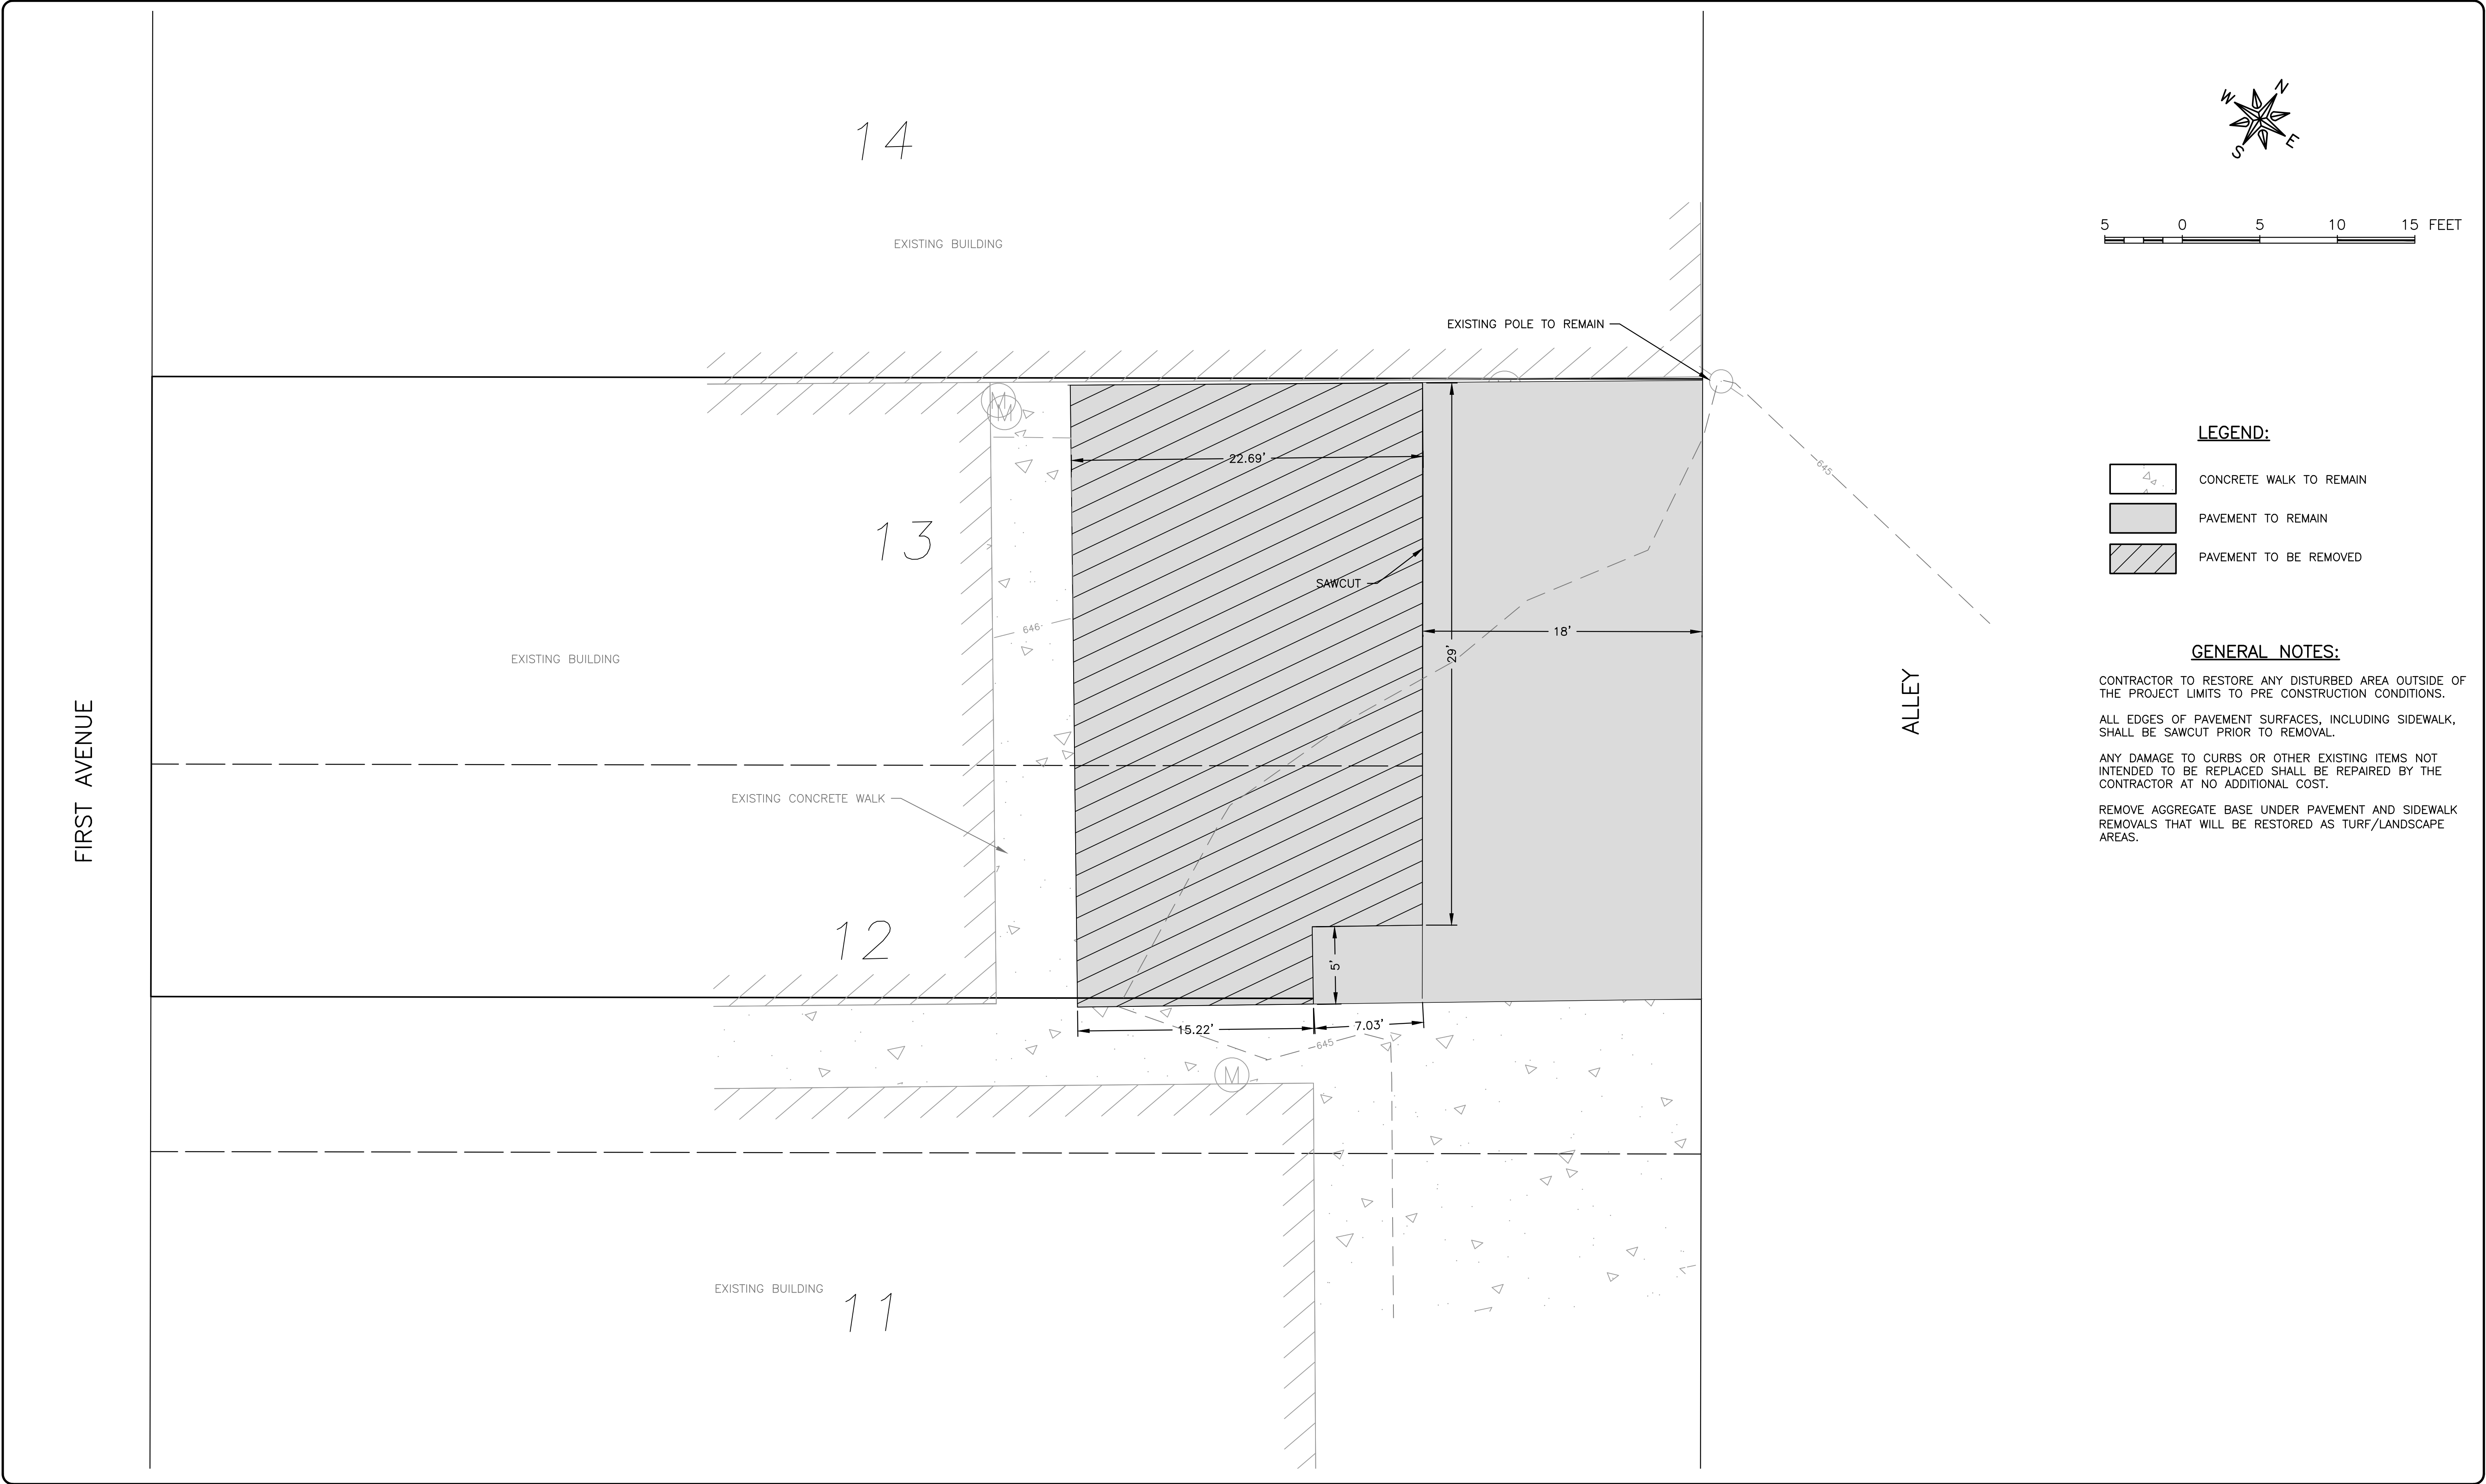 14
EXISTING BUILDING
EXISTING POLE TO REMAIN
M
M
22.69'
13
SAWCUT
646
29'
18'
EXISTING BUILDING
EXISTING CONCRETE WALK
12
5'
15.22'
7.03'
645
M
EXISTING BUILDING
11
FIRST AVENUE
ALLEY
645
N
W
E
S
5 0 5 10 15 FEET
LEGEND:
CONCRETE WALK TO REMAIN
PAVEMENT TO REMAIN
PAVEMENT TO BE REMOVED
GENERAL NOTES:
CONTRACTOR TO RESTORE ANY DISTURBED AREA OUTSIDE OF
THE PROJECT LIMITS TO PRE CONSTRUCTION CONDITIONS.
ALL EDGES OF PAVEMENT SURFACES, INCLUDING SIDEWALK,
SHALL BE SAWCUT PRIOR TO REMOVAL.
ANY DAMAGE TO CURBS OR OTHER EXISTING ITEMS NOT
INTENDED TO BE REPLACED SHALL BE REPAIRED BY THE
CONTRACTOR AT NO ADDITIONAL COST.
REMOVE AGGREGATE BASE UNDER PAVEMENT AND SIDEWALK
REMOVALS THAT WILL BE RESTORED AS TURF/LANDSCAPE
AREAS.